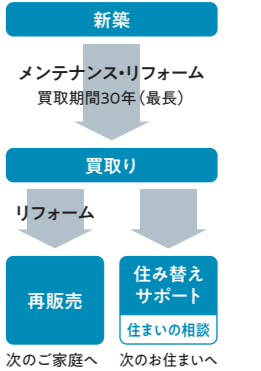 新築
メンテナンス・リフォーム
買取期間30年（最長）
買取り
リフォーム
再販売
住み替え
サポート
住まいの相談
次のご家庭へ
次のお住まいへ